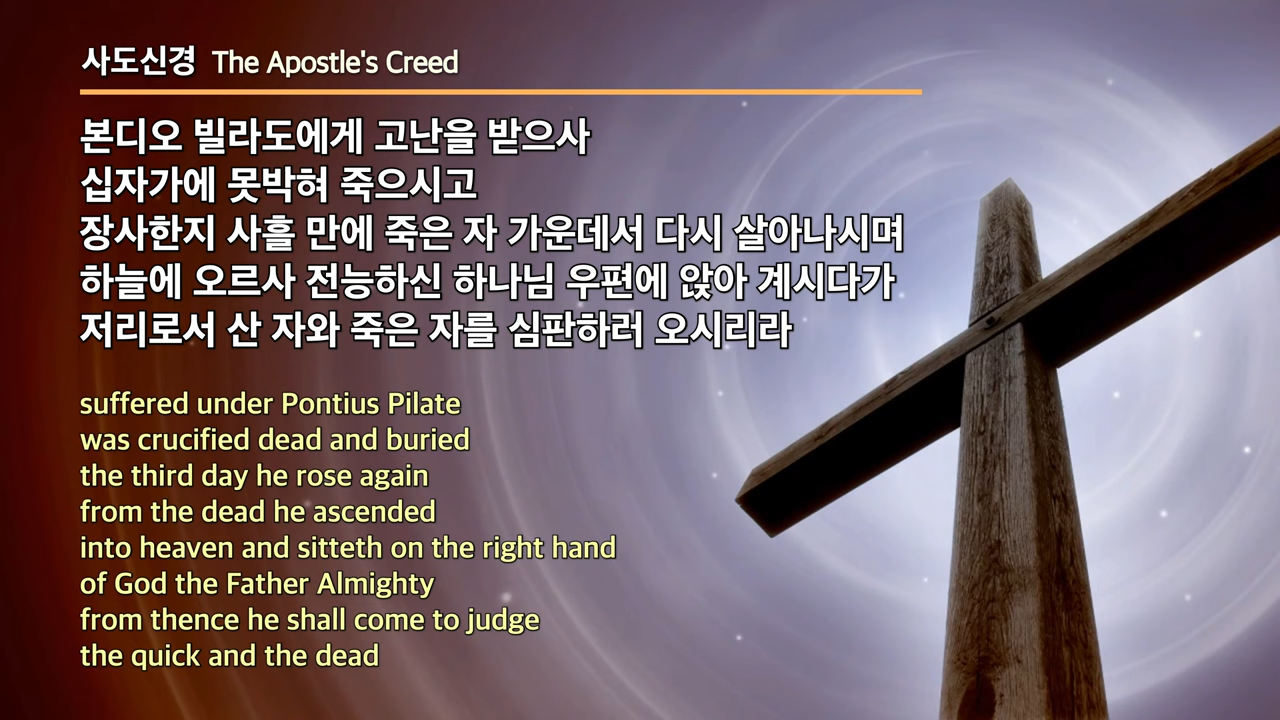 사도신경 The Apostle's Creed
본디오 빌라도에게 고난을 받으사
십자가에 못박혀 죽으시고
장사한지 사흘 만에 죽은 자 가운데서 다시 살아나시며
하늘에 오르사 전능하신 하나님 우편에 앉아 계시다가
저리로서 산 자와 죽은 자를 심판하러 오시리라
suffered under Pontius Pilate
was crucified dead and buried
the third day he rose again
from the dead he ascended
into heaven and sitteth on the right hand
of God the Father Almighty
from thence he shall come to judge
the quick and the dead